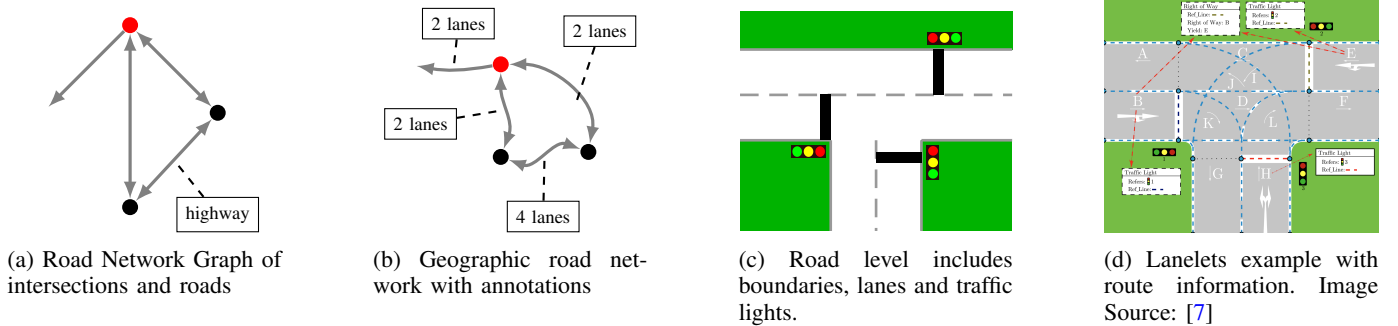 highway
(a) Road Network Graph of
intersections and roads
2 lanes
2 lanes
2 lanes
4 lanes
(b) Geographic road net-
work with annotations
(c) Road level includes
boundaries, lanes and traffic
lights.
Right of Way
Ref_Line:
Right of Way: B
Yield: E
Traffic Light
Refers: 2
Ref_Line:
2
A
C
E
J
I
B
D
F
K
L
Traffic Light
Refers: 1
Ref_Line:
G
H
Traffic Light
Refers: 3
Ref_Line:
(d) Lanelets example with
route information. Image
Source: [7]